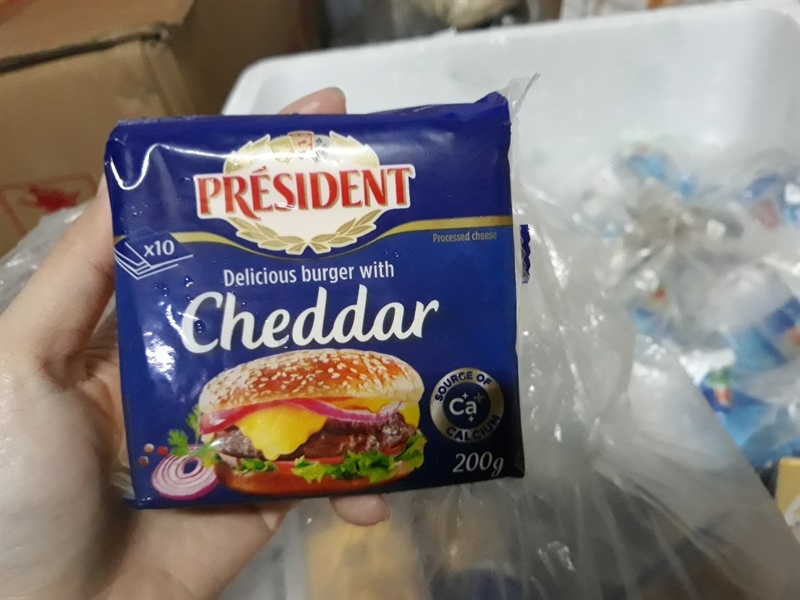 PRÉSIDENT
x10
Processed cheese
Delicious burger with
Cheddar
SOURCE OF
Ca
CALCIUM
200g